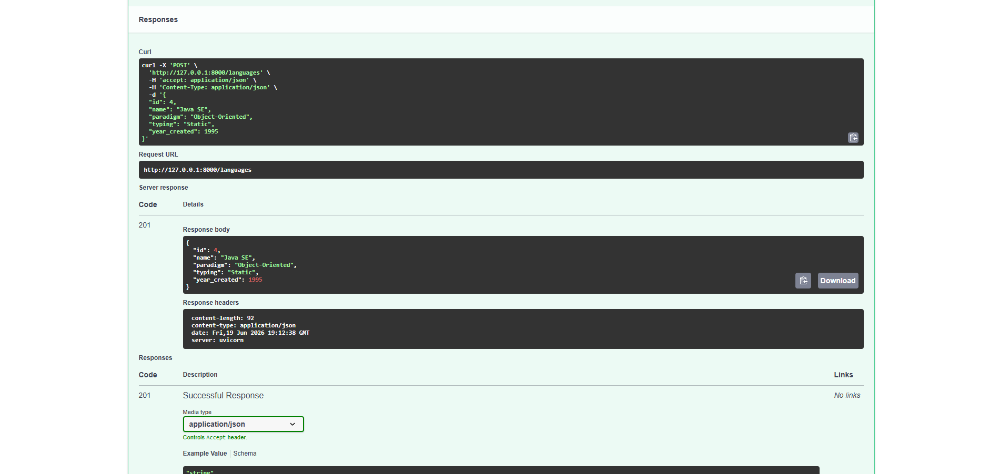 Responses
Curl
curl -X 'POST' \
  'http://127.0.0.1:8000/languages' \
  -H 'accept: application/json' \
  -H 'Content-Type: application/json' \
  -d '{
  "id": 4,
  "name": "Java SE",
  "paradigm": "Object-Oriented",
  "typing": "Static",
  "year_created": 1995
}'
Request URL
http://127.0.0.1:8000/languages
Server response
Code Details
201
Response body
{
  "id": 4,
  "name": "Java SE",
  "paradigm": "Object-Oriented",
  "typing": "Static",
  "year_created": 1995
}
Download
Response headers
content-length: 92
content-type: application/json
date: Fri,19 Jun 2026 19:12:38 GMT
server: uvicorn
Responses
Code Description Links
201 Successful Response No links
Media type
application/json
Controls Accept header.
Example Value Schema
"string"